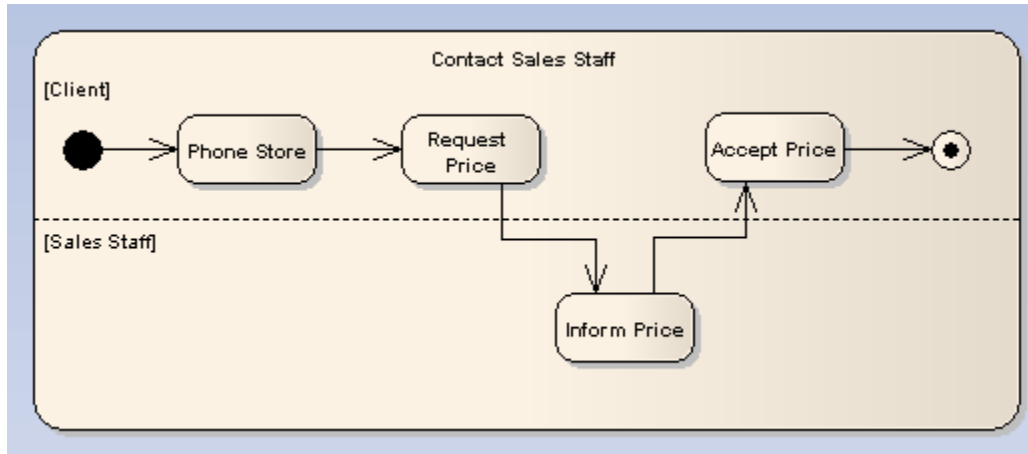 Contact Sales Staff
[Client]
Phone Store
Request
Price
Accept Price
[Sales Staff]
Inform Price